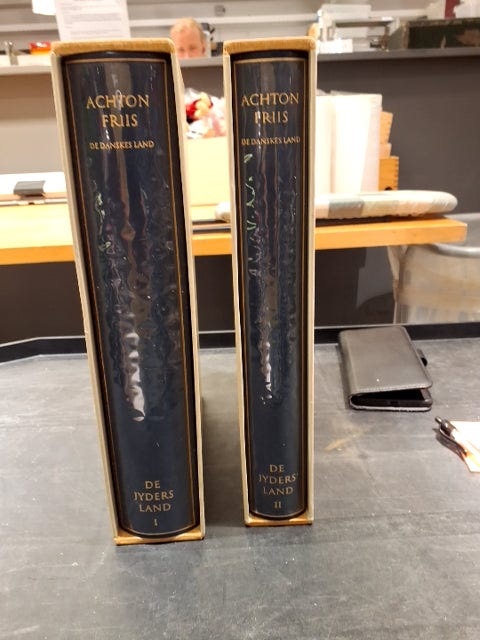 ACHTON
FRIIS
DE DANSKES LAND
DE
JYDERS
LAND
I
ACHTON
FRIIS
DE DANSKES LAND
DE
JYDERS'
LAND
II